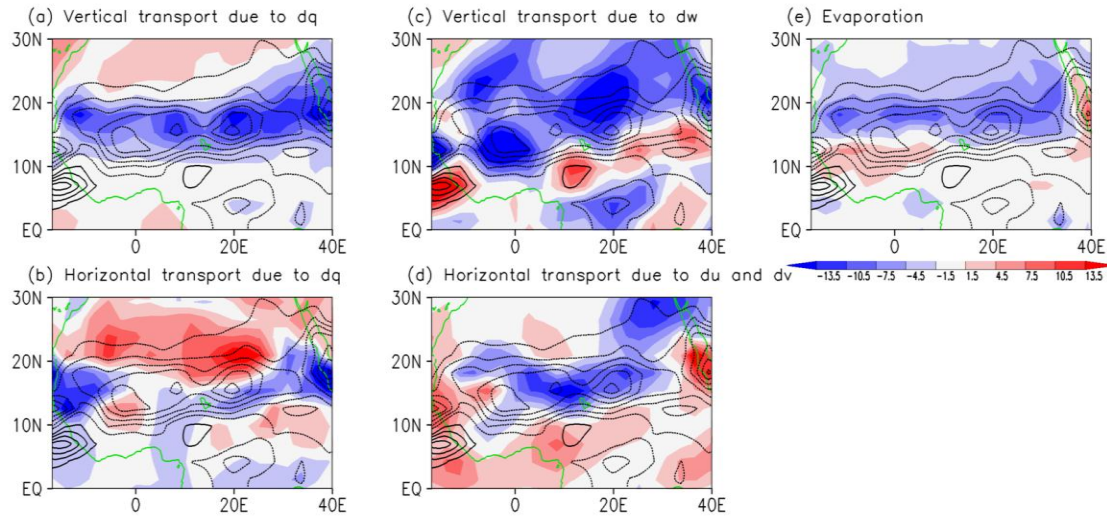 (a) Vertical transport due to dq
30N
20N
10N
EQ
0
20E
40E
(c) Vertical transport due to dw
30N
20N
10N
EQ
0
20E
40E
(e) Evaporation
30N
20N
10N
EQ
0
20E
40E
-13.5 -10.5 -7.5 -4.5 -1.5 1.5 4.5 7.5 10.5 13.5
(b) Horizontal transport due to dq
30N
20N
10N
EQ
0
20E
40E
(d) Horizontal transport due to du and dv
30N
20N
10N
EQ
0
20E
40E